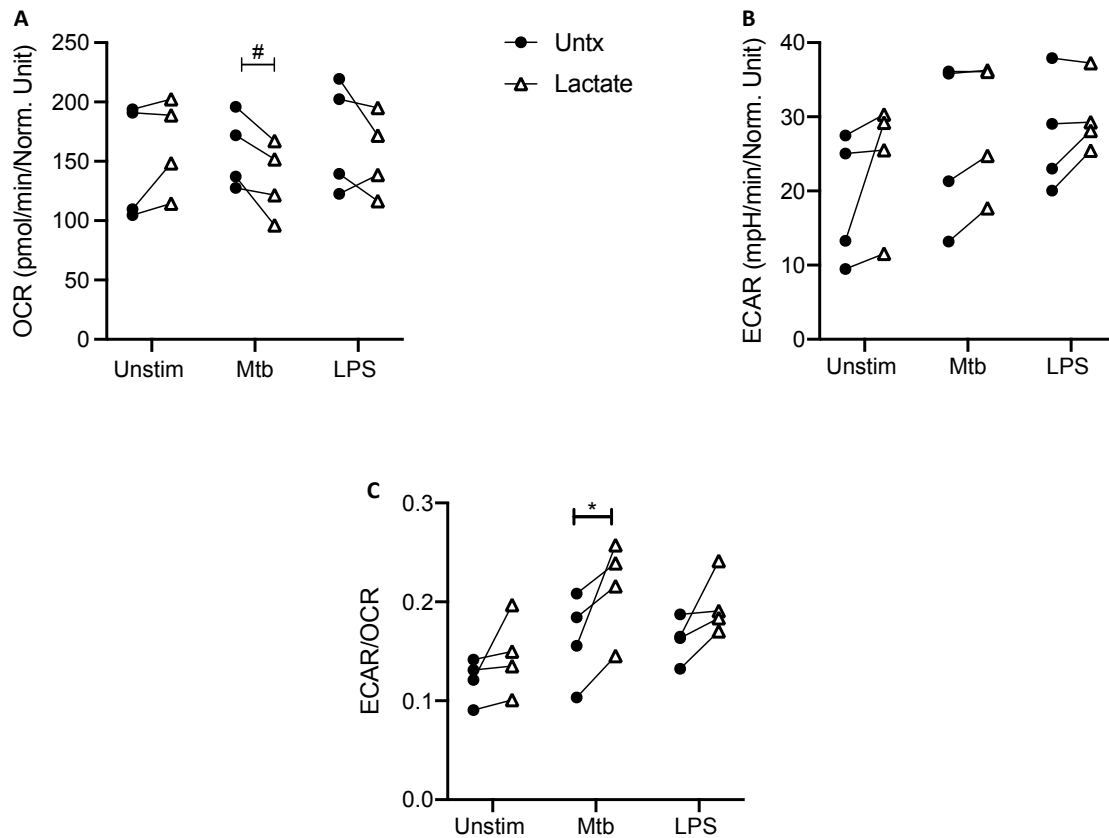 A
OCR (pmol/min/Norm. Unit)
250
200
150
100
50
0
#
Unstim
Mtb
LPS
Untx
Lactate
B
ECAR (mpH/min/Norm. Unit)
40
30
20
10
0
Unstim
Mtb
LPS
C
ECAR/OCR
0.3
0.2
0.1
0.0
*
Unstim
Mtb
LPS